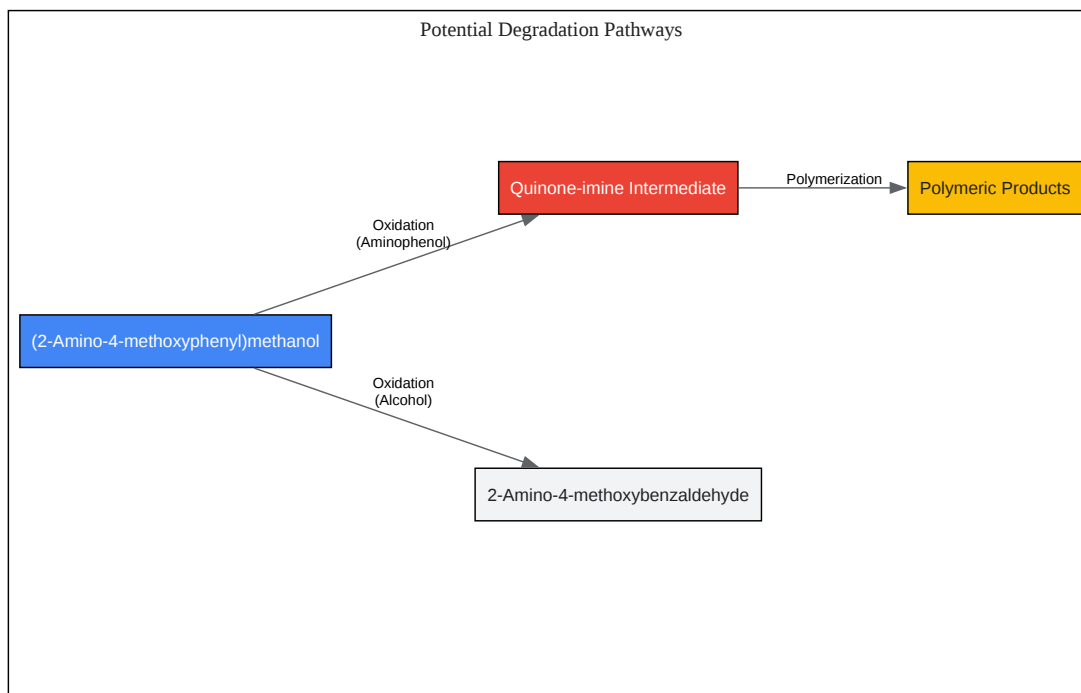 Potential Degradation Pathways
Quinone-imine Intermediate
Polymerization
Polymeric Products
Oxidation
(Aminophenol)
(2-Amino-4-methoxyphenyl)methanol
Oxidation
(Alcohol)
2-Amino-4-methoxybenzaldehyde